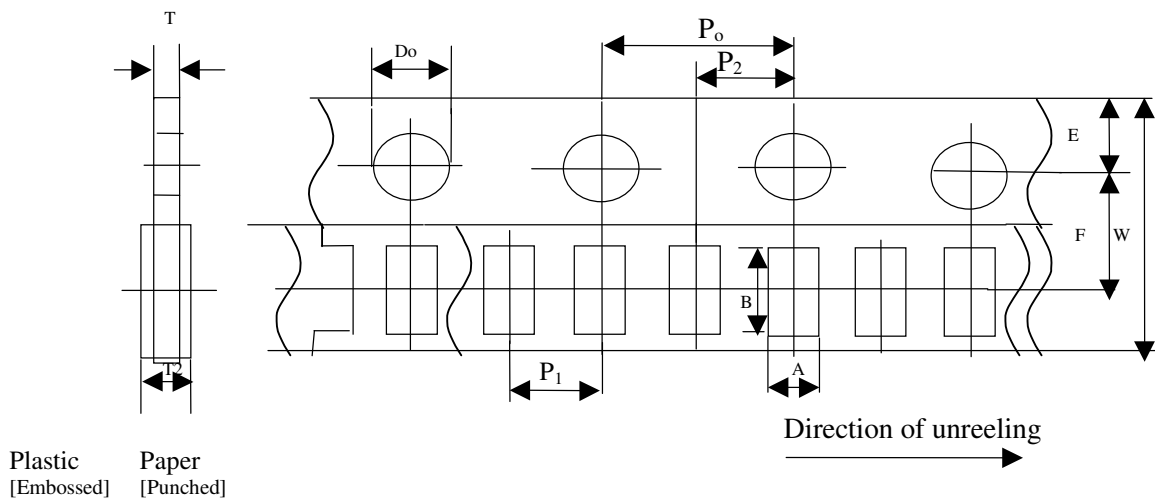 T
Do
Po
P2
E
F
W
B
A
T2
P1
Direction of unreeling
Plastic Paper
[Embossed] [Punched]